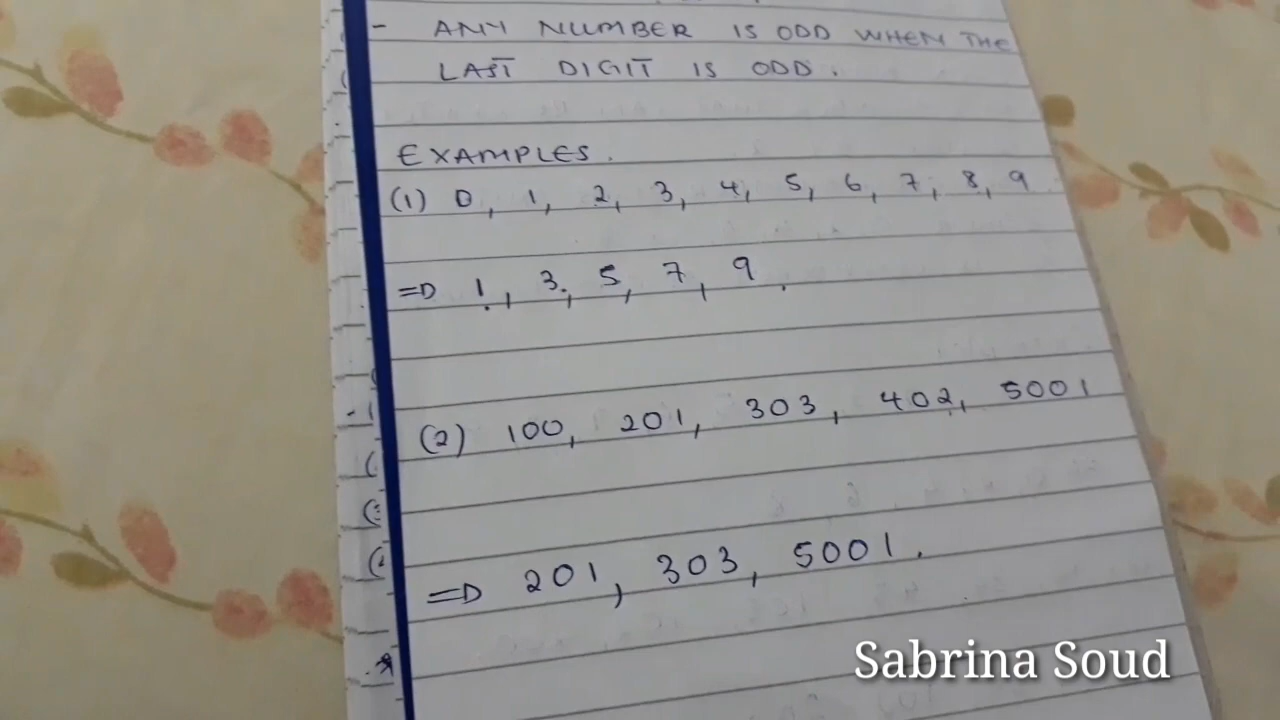 - ANY NUMBER IS ODD WHEN THE
LAST DIGIT IS ODD.
EXAMPLES.
(1) 0, 1, 2, 3, 4, 5, 6, 7, 8, 9
⇒ 1, 3, 5, 7, 9.
(2) 100, 201, 303, 402, 5001
⇒ 201, 303, 5001.
Sabrina Soud